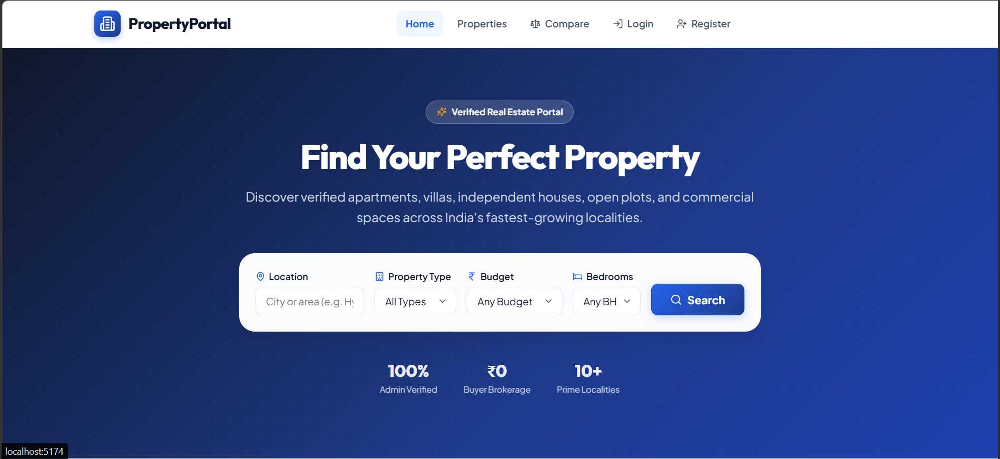 PropertyPortal
Home Properties Compare Login Register
Verified Real Estate Portal
Find Your Perfect Property
Discover verified apartments, villas, independent houses, open plots, and commercial
spaces across India's fastest-growing localities.
Location Property Type Budget Bedrooms
City or area (e.g. Hy All Types Any Budget Any BH Search
100% ₹0 10+
Admin Verified Buyer Brokerage Prime Localities
localhost:5174